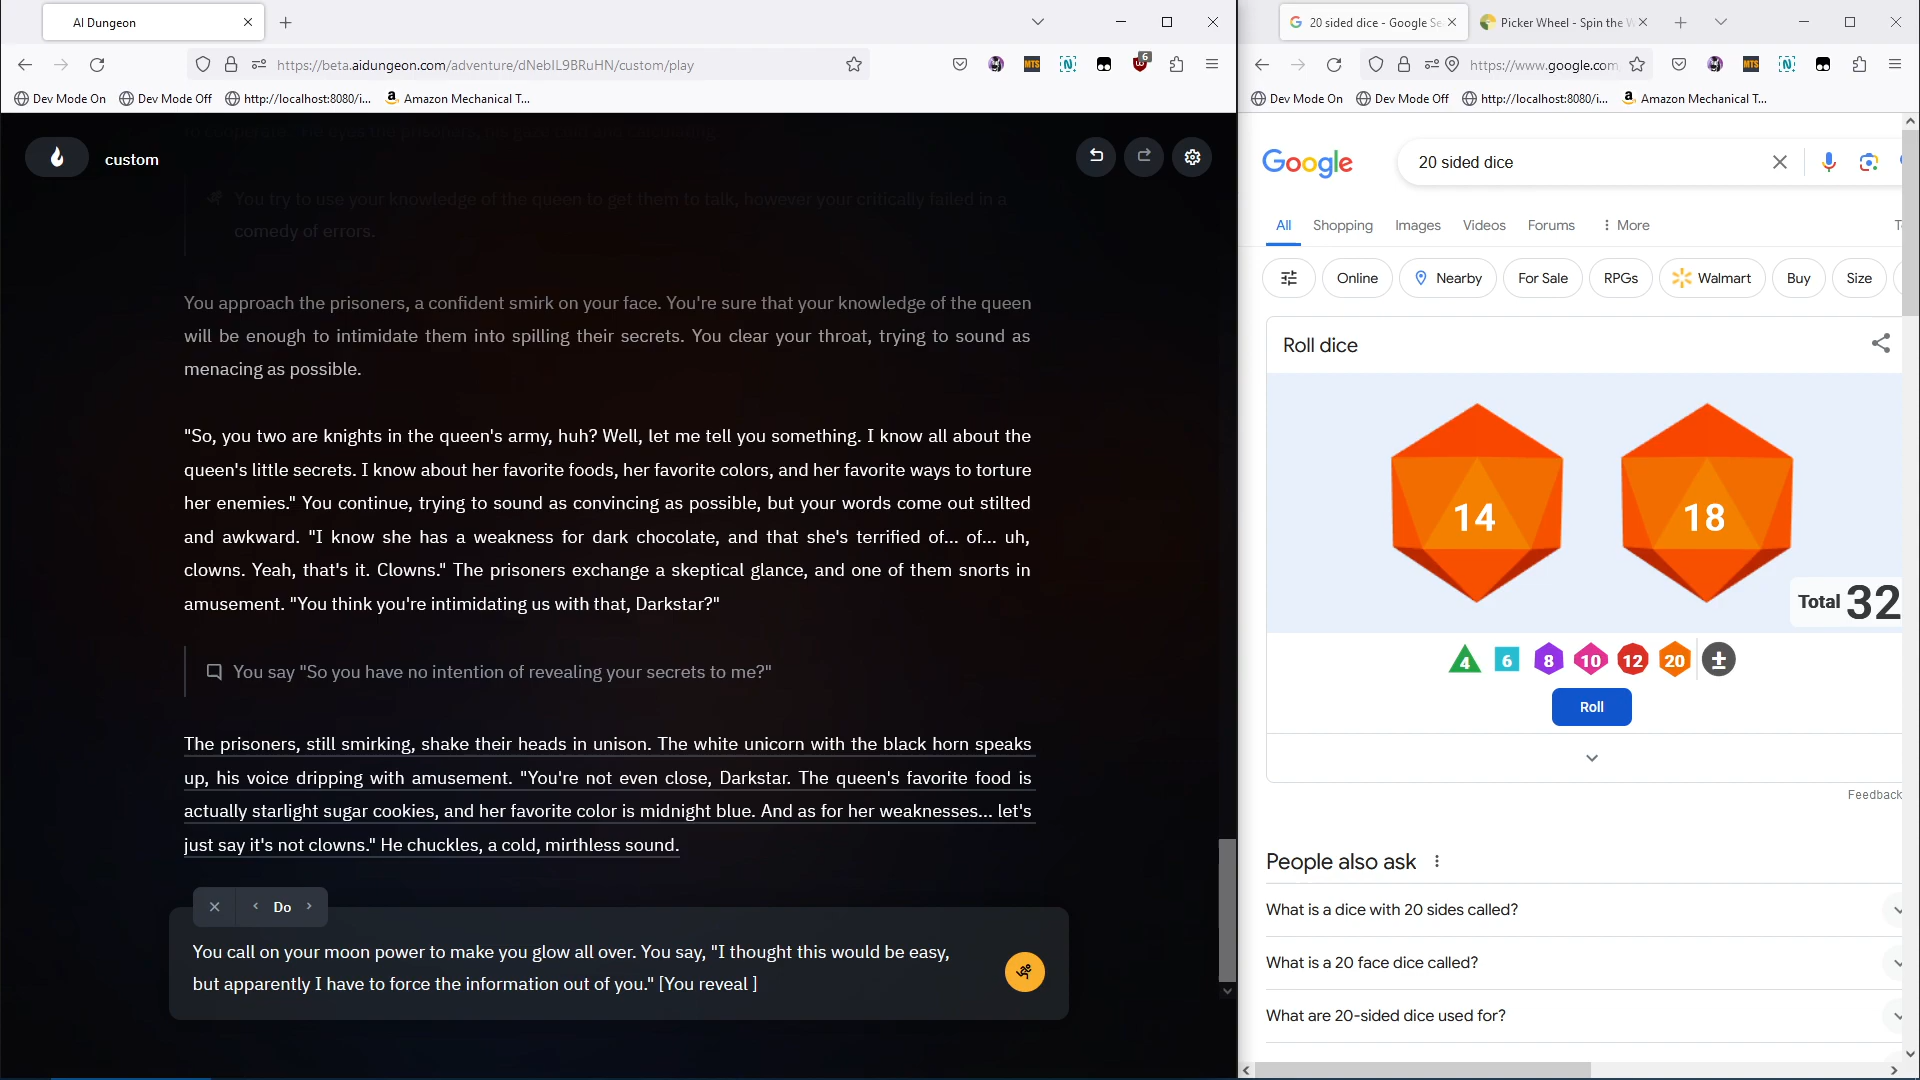 AI Dungeon
20 sided dice - Google Se
Picker Wheel - Spin the W
https://beta.aidungeon.com/adventure/dNebIL9BRuHN/custom/play
MTS
N
6
https://www.google.com
MTS
N
Dev Mode On
Dev Mode Off
http://localhost:8080/i...
Amazon Mechanical T...
Dev Mode On
Dev Mode Off
http://localhost:8080/i...
Amazon Mechanical T...
to cooperate. He eyes the prisoners, his gaze cold and calculating.
custom
Google
20 sided dice
You try to use your knowledge of the queen to get them to talk, however your critically failed in a
comedy of errors.
All
Shopping
Images
Videos
Forums
More
T
Online
Nearby
For Sale
RPGs
Walmart
Buy
Size
You approach the prisoners, a confident smirk on your face. You're sure that your knowledge of the queen
will be enough to intimidate them into spilling their secrets. You clear your throat, trying to sound as
menacing as possible.
Roll dice
"So, you two are knights in the queen's army, huh? Well, let me tell you something. I know all about the
queen's little secrets. I know about her favorite foods, her favorite colors, and her favorite ways to torture
her enemies." You continue, trying to sound as convincing as possible, but your words come out stilted
and awkward. "I know she has a weakness for dark chocolate, and that she's terrified of... of... uh,
clowns. Yeah, that's it. Clowns." The prisoners exchange a skeptical glance, and one of them snorts in
amusement. "You think you're intimidating us with that, Darkstar?"
14
18
Total 32
4
6
8
10
12
20
±
Roll
You say "So you have no intention of revealing your secrets to me?"
The prisoners, still smirking, shake their heads in unison. The white unicorn with the black horn speaks
up, his voice dripping with amusement. "You're not even close, Darkstar. The queen's favorite food is
actually starlight sugar cookies, and her favorite color is midnight blue. And as for her weaknesses... let's
just say it's not clowns." He chuckles, a cold, mirthless sound.
Feedback
People also ask
What is a dice with 20 sides called?
What is a 20 face dice called?
What are 20-sided dice used for?
Do
You call on your moon power to make you glow all over. You say, "I thought this would be easy,
but apparently I have to force the information out of you." [You reveal ]